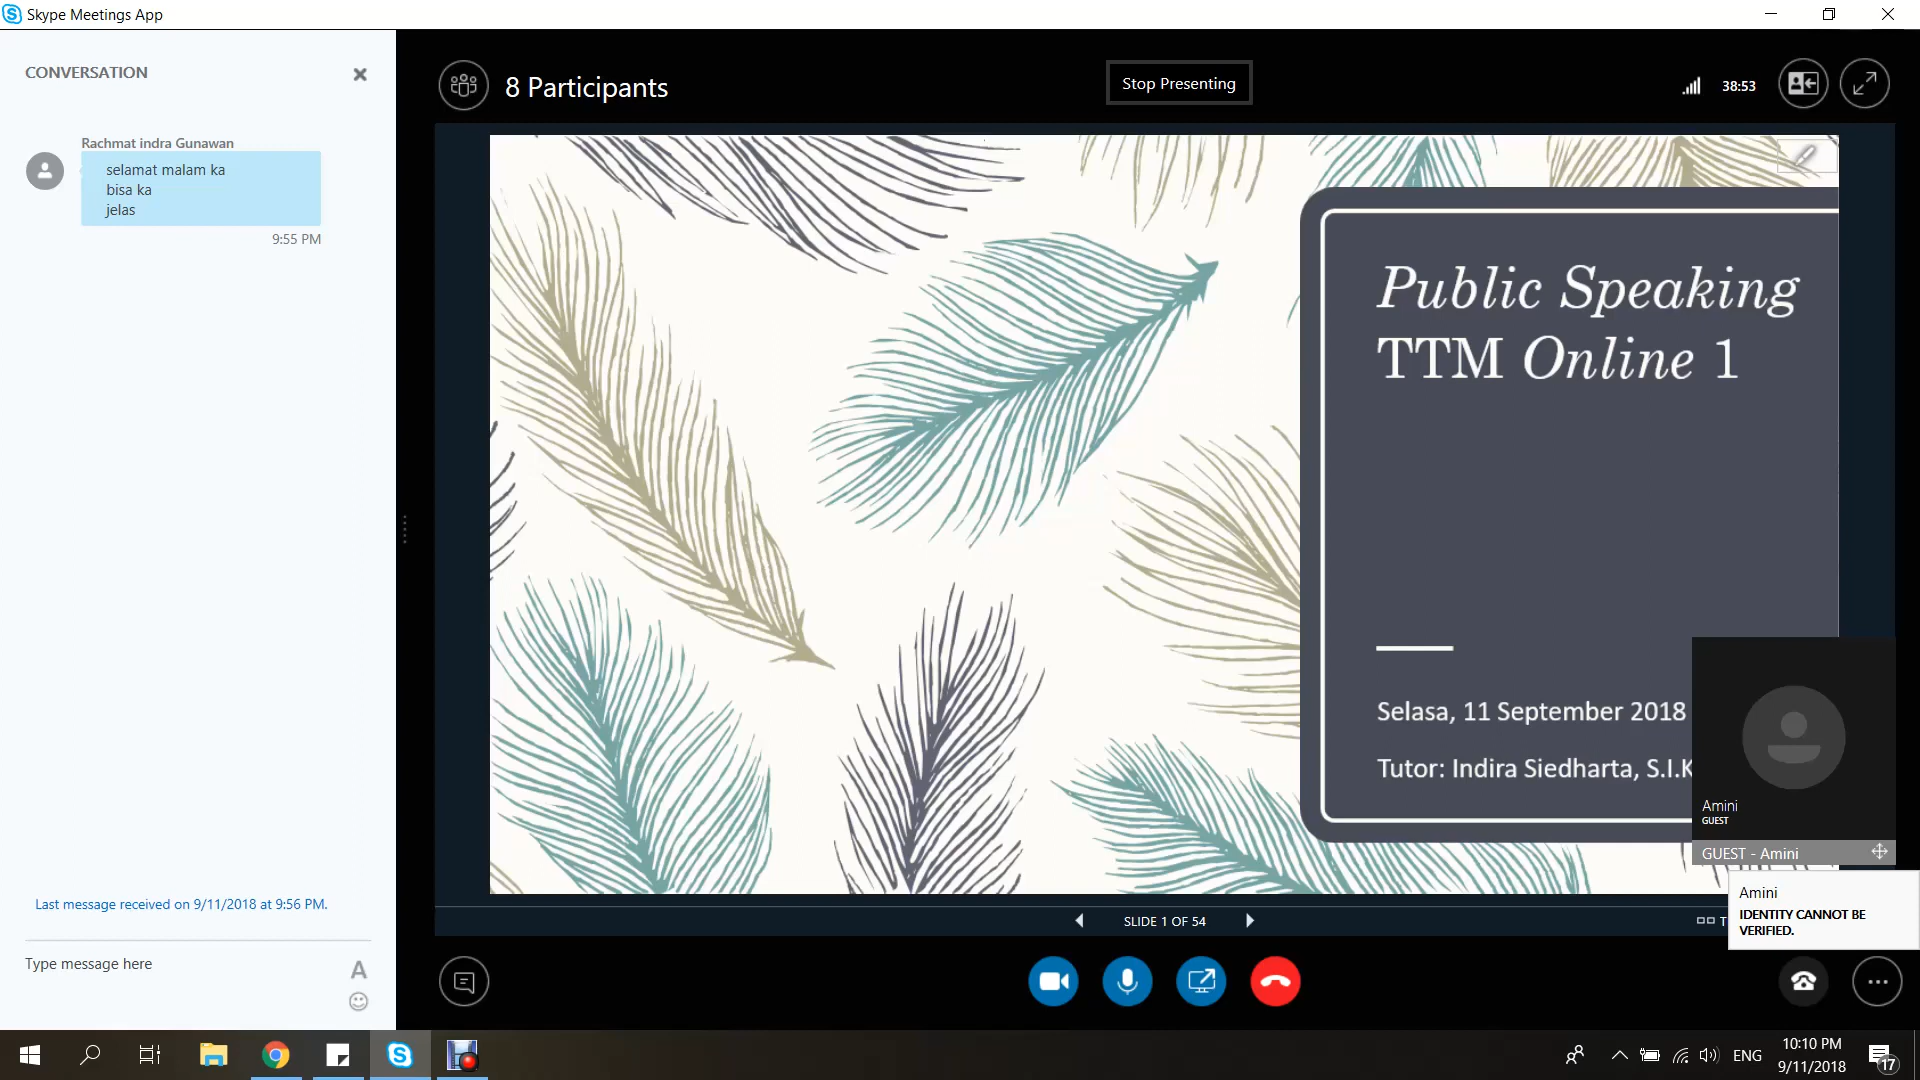 Skype Meetings App
CONVERSATION
Rachmat indra Gunawan
selamat malam ka
bisa ka
jelas
9:55 PM
Last message received on 9/11/2018 at 9:56 PM.
Type message here
A
8 Participants
Stop Presenting
38:53
Public Speaking
TTM Online 1
Selasa, 11 September 2018
Tutor: Indira Siedharta, S.I.K
Amini
GUEST
GUEST - Amini
Amini
IDENTITY CANNOT BE
VERIFIED.
SLIDE 1 OF 54
T
ENG
10:10 PM
9/11/2018
17